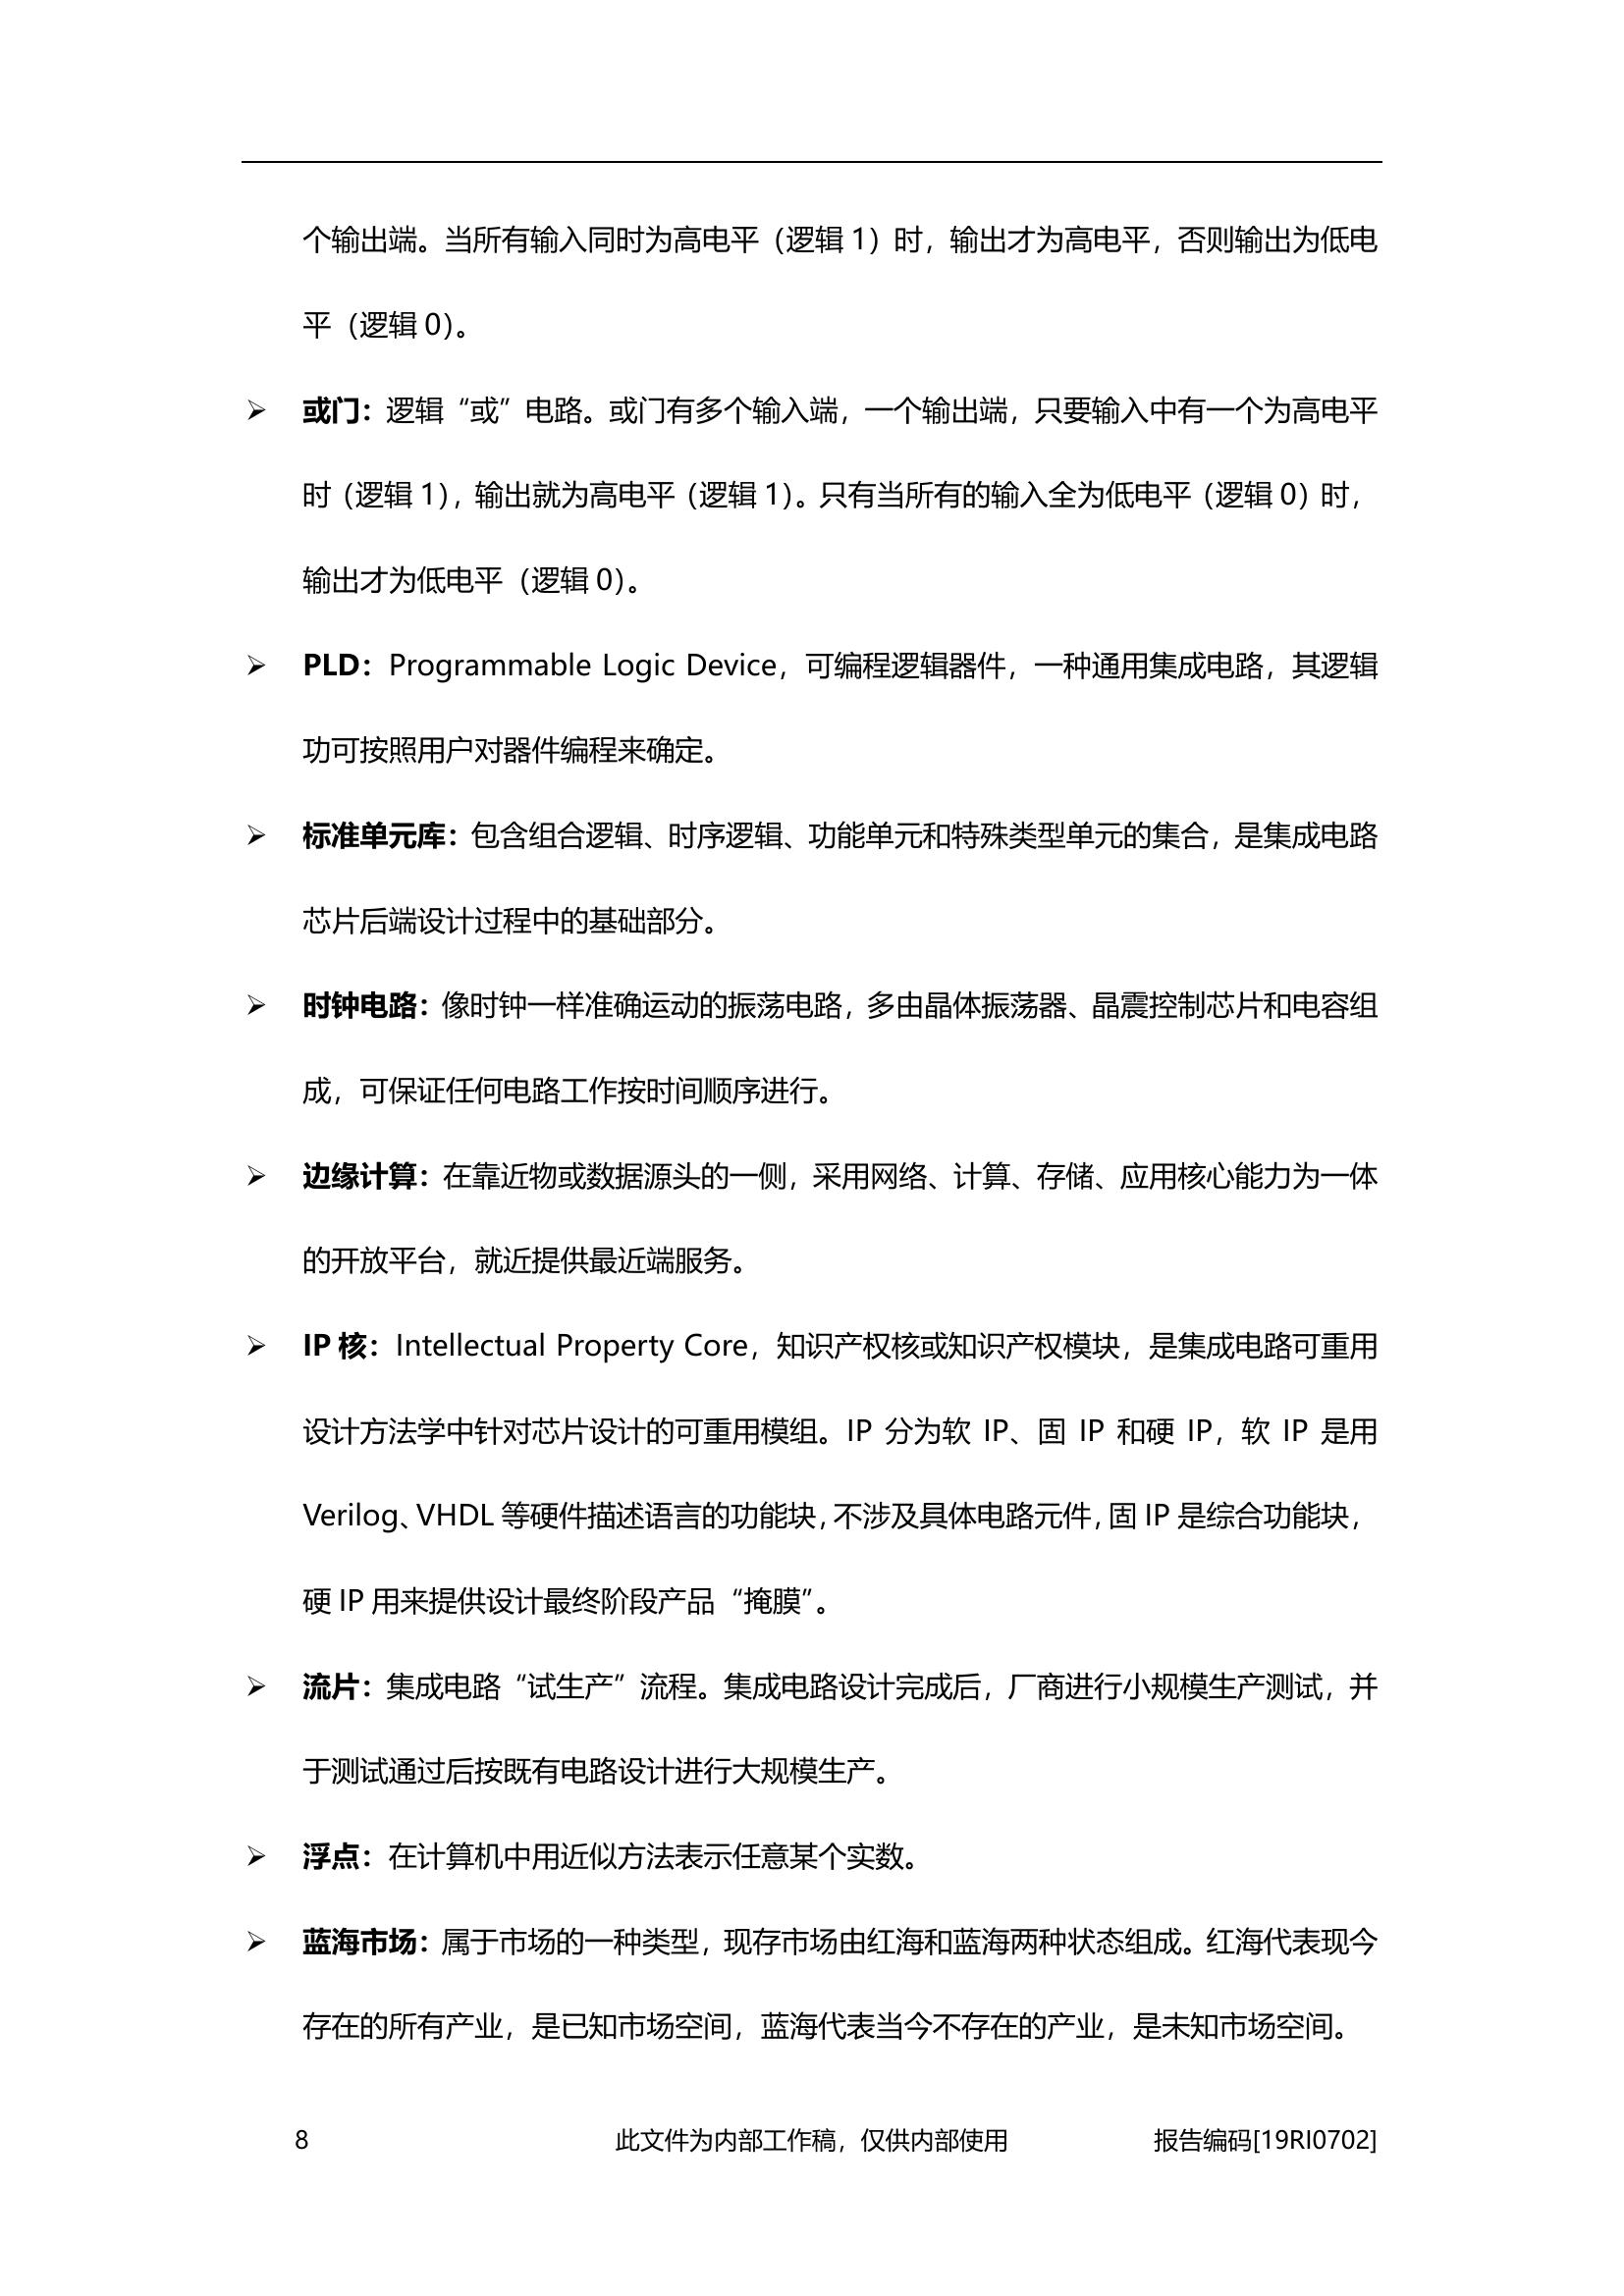 个输出端。当所有输入同时为高电平（逻辑 1）时，输出才为高电平，否则输出为低电
平（逻辑 0）。
➢ 或门：逻辑“或”电路。或门有多个输入端，一个输出端，只要输入中有一个为高电平
时（逻辑 1），输出就为高电平（逻辑 1）。只有当所有的输入全为低电平（逻辑 0）时，
输出才为低电平（逻辑 0）。
➢ PLD：Programmable Logic Device，可编程逻辑器件，一种通用集成电路，其逻辑
功可按照用户对器件编程来确定。
➢ 标准单元库：包含组合逻辑、时序逻辑、功能单元和特殊类型单元的集合，是集成电路
芯片后端设计过程中的基础部分。
➢ 时钟电路：像时钟一样准确运动的振荡电路，多由晶体振荡器、晶震控制芯片和电容组
成，可保证任何电路工作按时间顺序进行。
➢ 边缘计算：在靠近物或数据源头的一侧，采用网络、计算、存储、应用核心能力为一体
的开放平台，就近提供最近端服务。
➢ IP 核：Intellectual Property Core，知识产权核或知识产权模块，是集成电路可重用
设计方法学中针对芯片设计的可重用模组。IP 分为软 IP、固 IP 和硬 IP，软 IP 是用
Verilog、VHDL 等硬件描述语言的功能块，不涉及具体电路元件，固 IP 是综合功能块，
硬 IP 用来提供设计最终阶段产品“掩膜”。
➢ 流片：集成电路“试生产”流程。集成电路设计完成后，厂商进行小规模生产测试，并
于测试通过后按既有电路设计进行大规模生产。
➢ 浮点：在计算机中用近似方法表示任意某个实数。
➢ 蓝海市场：属于市场的一种类型，现存市场由红海和蓝海两种状态组成。红海代表现今
存在的所有产业，是已知市场空间，蓝海代表当今不存在的产业，是未知市场空间。
8 此文件为内部工作稿，仅供内部使用 报告编码[19RI0702]